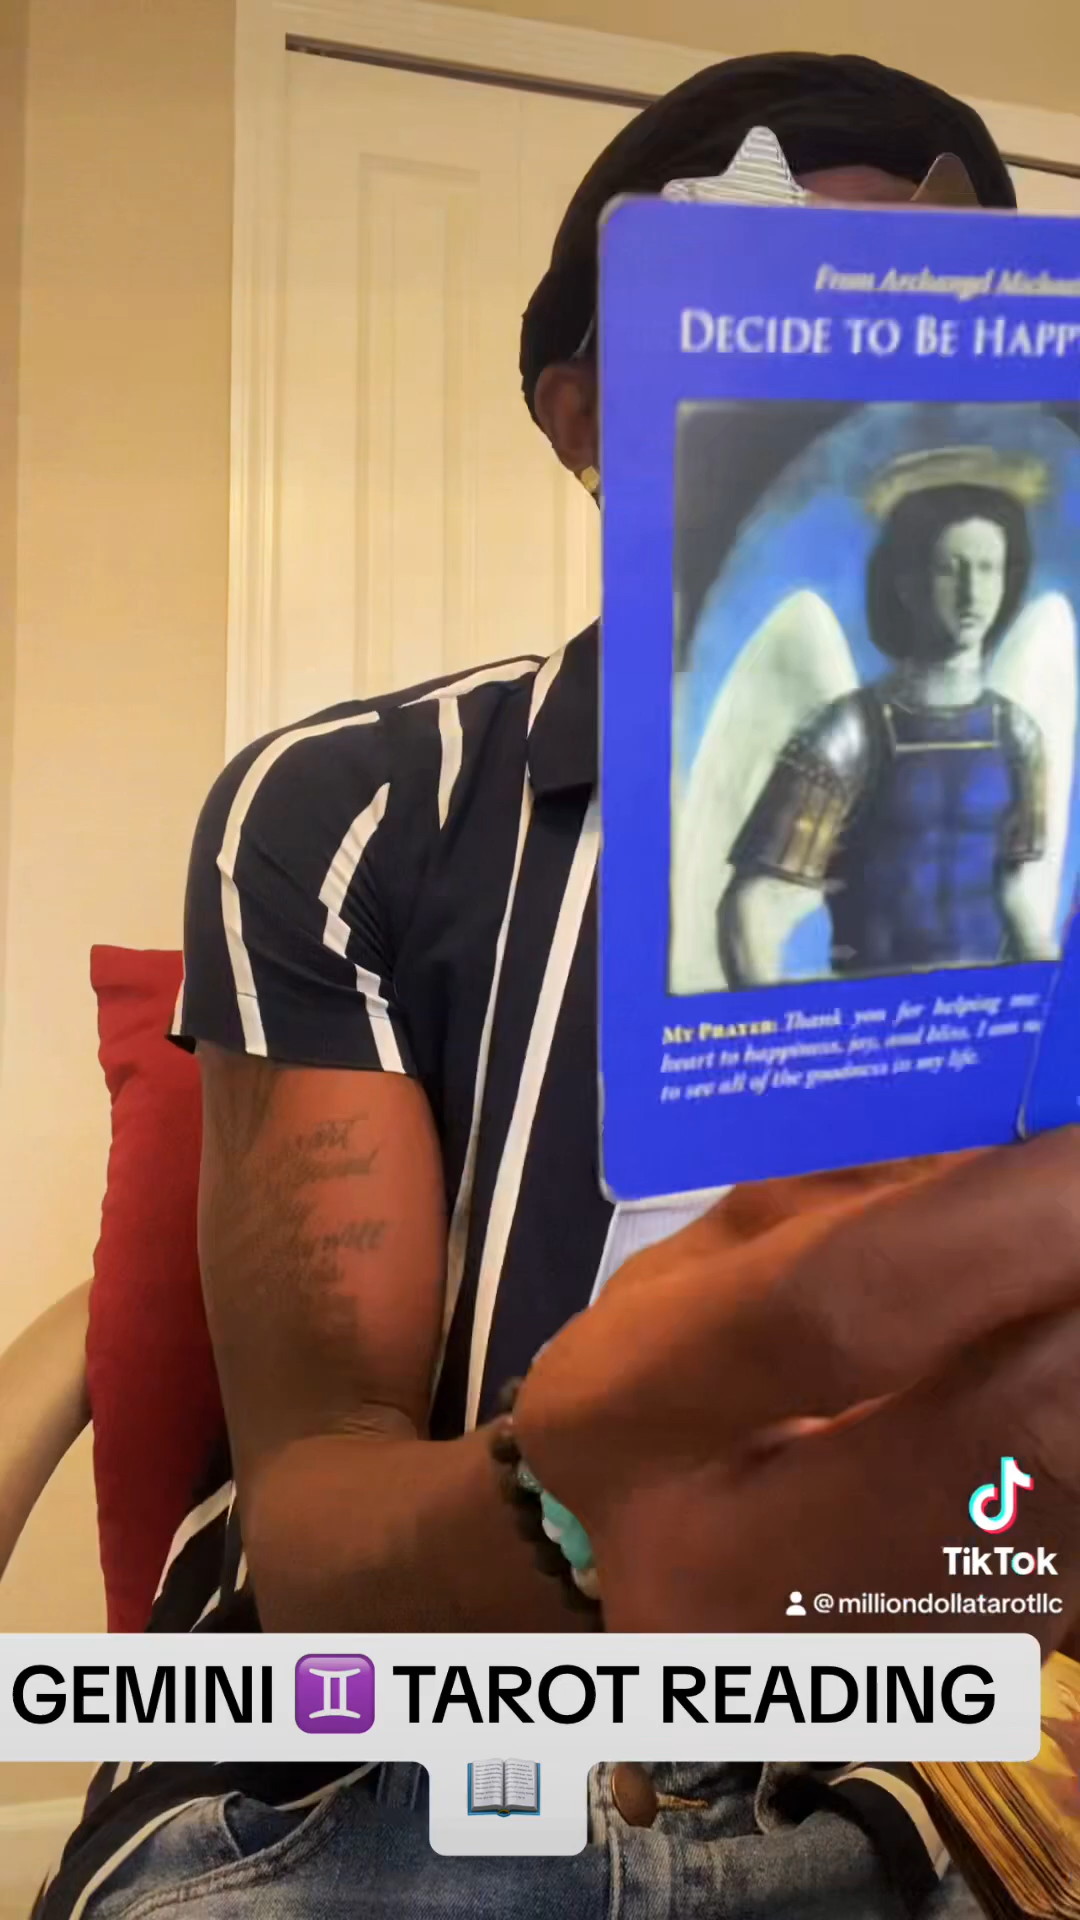 From Archangel Michael
DECIDE TO BE HAPPY
MY PRAYER: Thank you for helping me
heart to happiness, joy, and bliss. I am
to see all of the goodness in my life.
TikTok
@milliondollatarotllc
GEMINI ♊ TAROT READING
📖